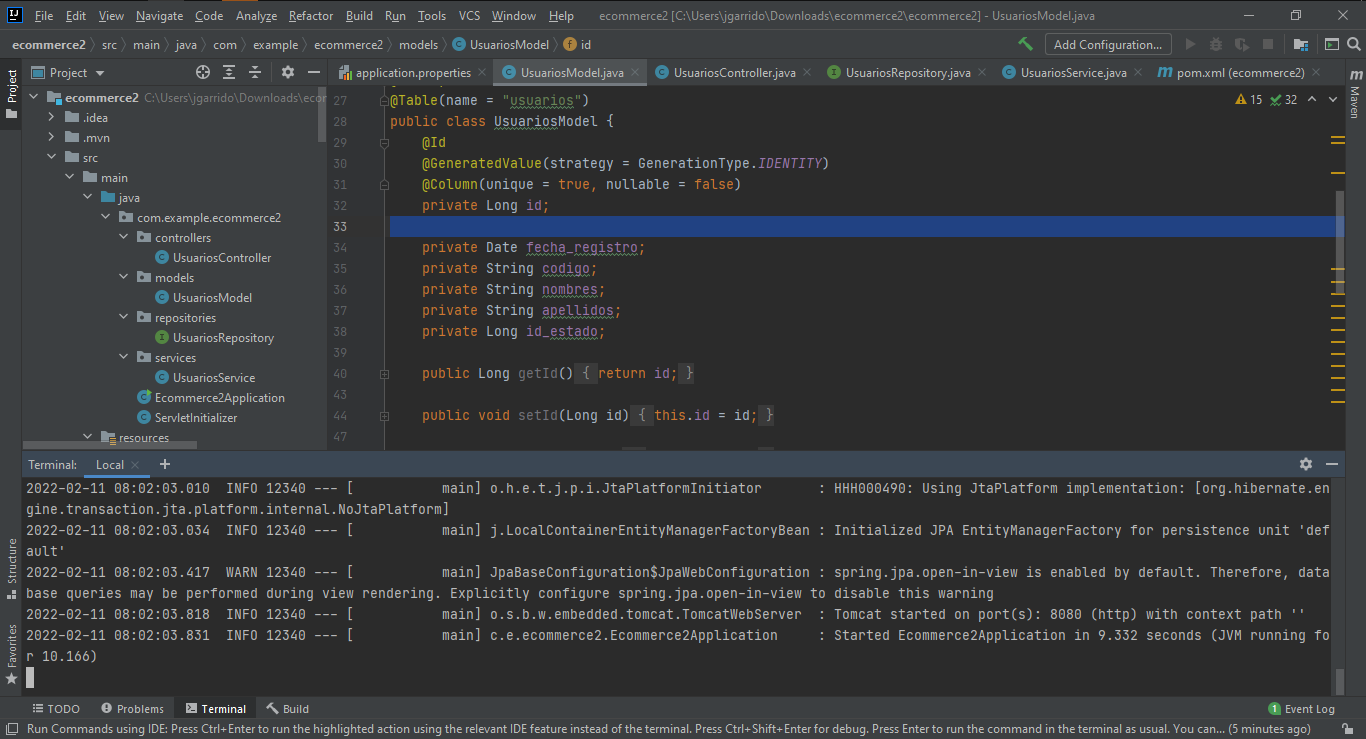 File Edit View Navigate Code Analyze Refactor Build Run Tools VCS Window Help ecommerce2 [C:\Users\jgarrido\Downloads\ecommerce2\ecommerce2] - UsuariosModel.java
ecommerce2 src main java com example ecommerce2 models UsuariosModel id Add Configuration...
Project
application.properties UsuariosModel.java UsuariosController.java UsuariosRepository.java UsuariosService.java pom.xml (ecommerce2)
Project
Structure
Favorites
Maven
ecommerce2 C:\Users\jgarrido\Downloads\ecor
.idea
.mvn
src
main
java
com.example.ecommerce2
controllers
UsuariosController
models
UsuariosModel
repositories
UsuariosRepository
services
UsuariosService
Ecommerce2Application
ServletInitializer
resources
15 32
27 @Table(name = "usuarios")
28 public class UsuariosModel {
29 @Id
30 @GeneratedValue(strategy = GenerationType.IDENTITY)
31 @Column(unique = true, nullable = false)
32 private Long id;
33
34 private Date fecha_registro;
35 private String codigo;
36 private String nombres;
37 private String apellidos;
38 private Long id_estado;
39
40 public Long getId() { return id; }
43
44 public void setId(Long id) { this.id = id; }
47
Terminal: Local
2022-02-11 08:02:03.010  INFO 12340 --- [           main] o.h.e.t.j.p.i.JtaPlatformInitiator       : HHH000490: Using JtaPlatform implementation: [org.hibernate.en
gine.transaction.jta.platform.internal.NoJtaPlatform]
2022-02-11 08:02:03.034  INFO 12340 --- [           main] j.LocalContainerEntityManagerFactoryBean : Initialized JPA EntityManagerFactory for persistence unit 'def
ault'
2022-02-11 08:02:03.417  WARN 12340 --- [           main] JpaBaseConfiguration$JpaWebConfiguration : spring.jpa.open-in-view is enabled by default. Therefore, data
base queries may be performed during view rendering. Explicitly configure spring.jpa.open-in-view to disable this warning
2022-02-11 08:02:03.818  INFO 12340 --- [           main] o.s.b.w.embedded.tomcat.TomcatWebServer  : Tomcat started on port(s): 8080 (http) with context path ''
2022-02-11 08:02:03.831  INFO 12340 --- [           main] c.e.ecommerce2.Ecommerce2Application     : Started Ecommerce2Application in 9.332 seconds (JVM running fo
r 10.166)
TODO Problems Terminal Build 1 Event Log
Run Commands using IDE: Press Ctrl+Enter to run the highlighted action using the relevant IDE feature instead of the terminal. Press Ctrl+Shift+Enter for debug. Press Enter to run the command in the terminal as usual. You can... (5 minutes ago)